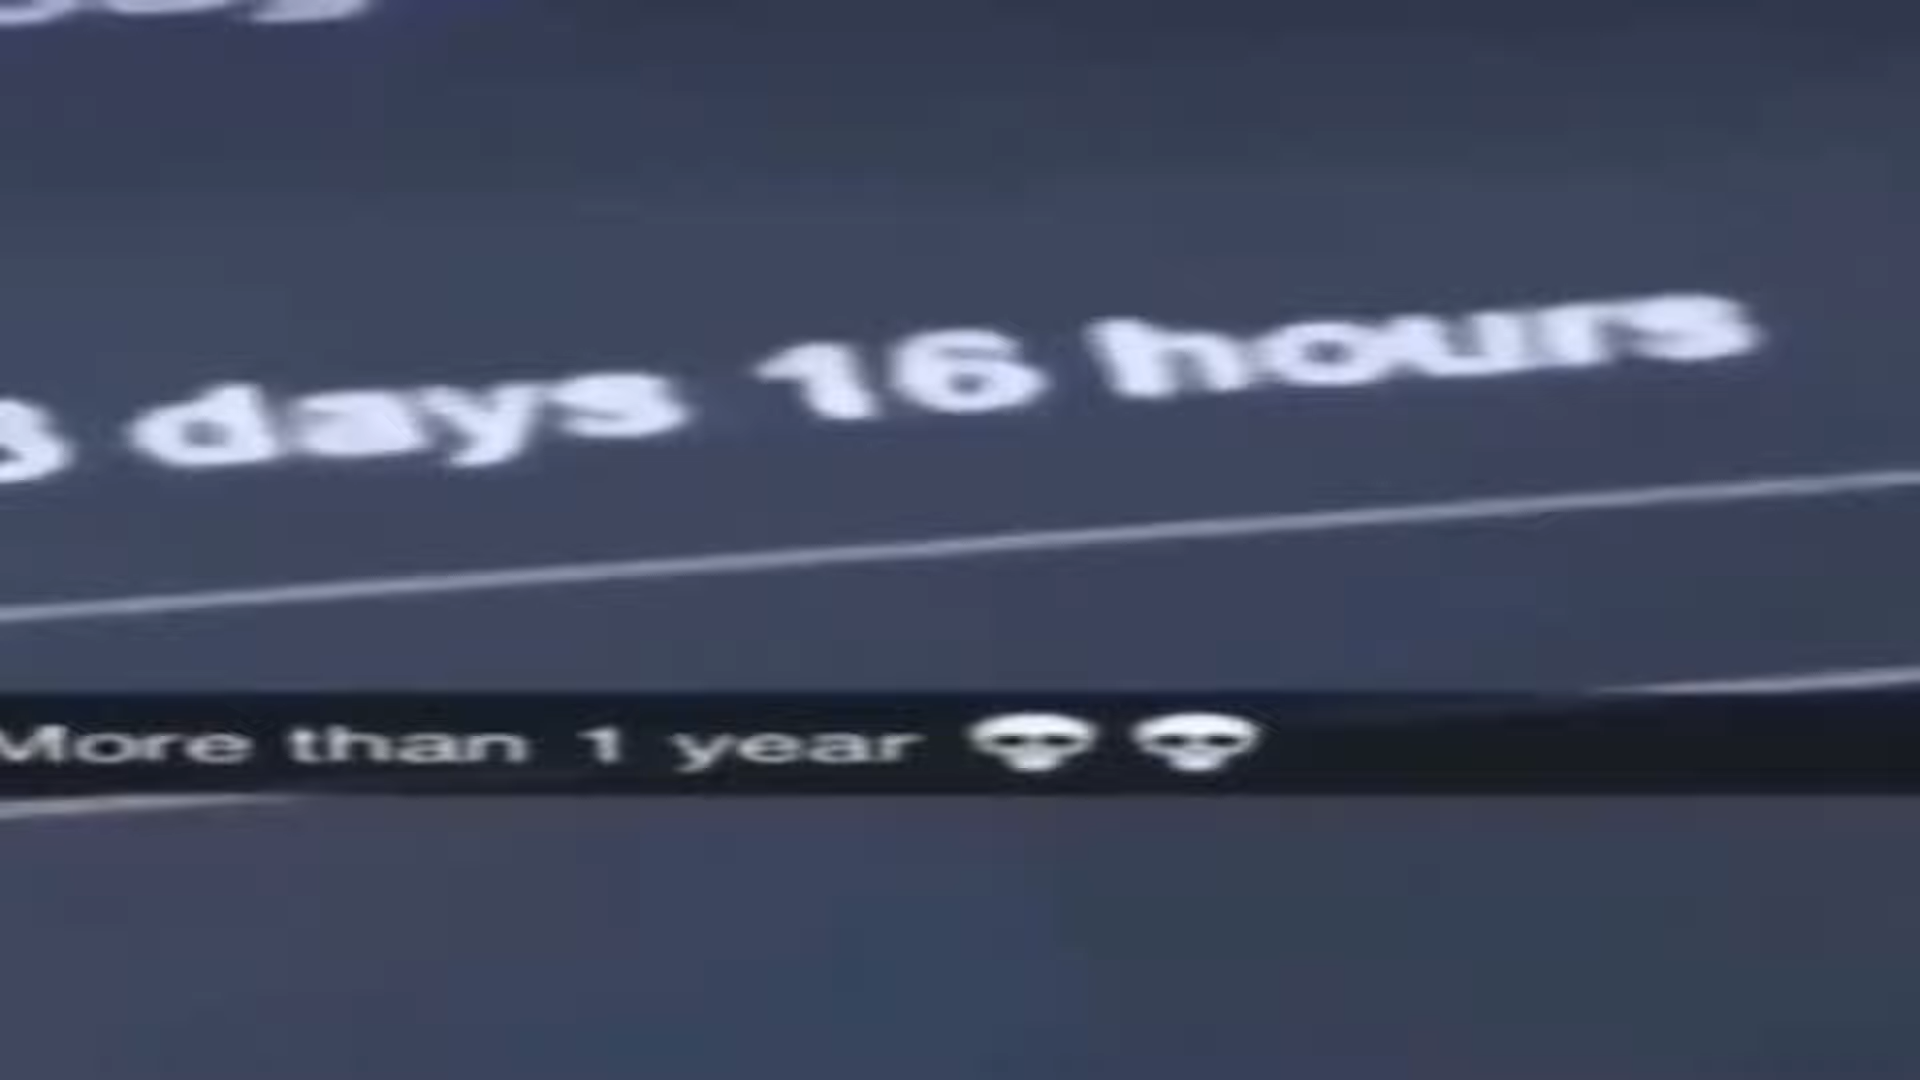 days 16 hours
More than 1 year 💀💀